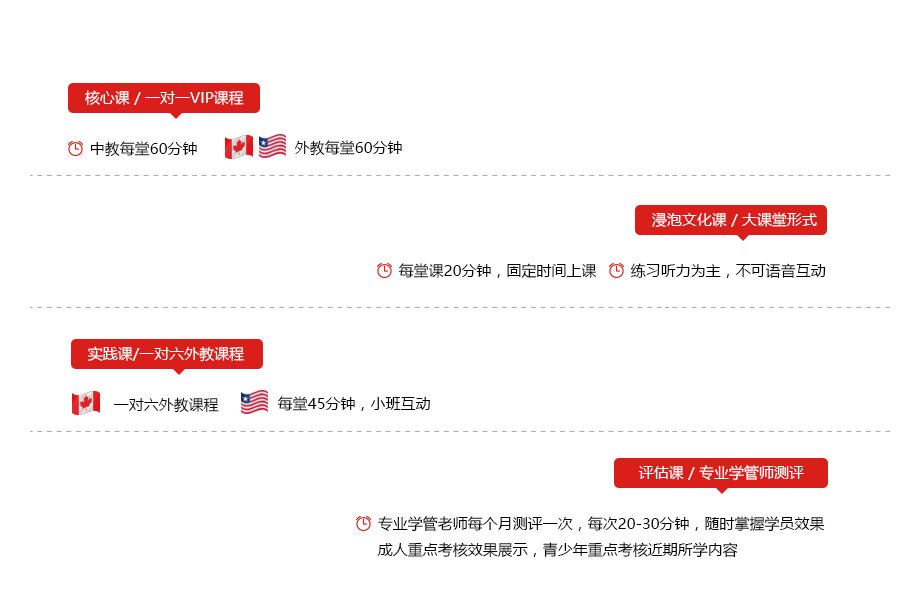 核心课 / 一对一VIP课程
中教每堂60分钟 外教每堂60分钟
浸泡文化课 / 大课堂形式
每堂课20分钟，固定时间上课 练习听力为主，不可语音互动
实践课/一对六外教课程
一对六外教课程 每堂45分钟，小班互动
评估课 / 专业学管师测评
专业学管老师每个月测评一次，每次20-30分钟，随时掌握学员效果
成人重点考核效果展示，青少年重点考核近期所学内容